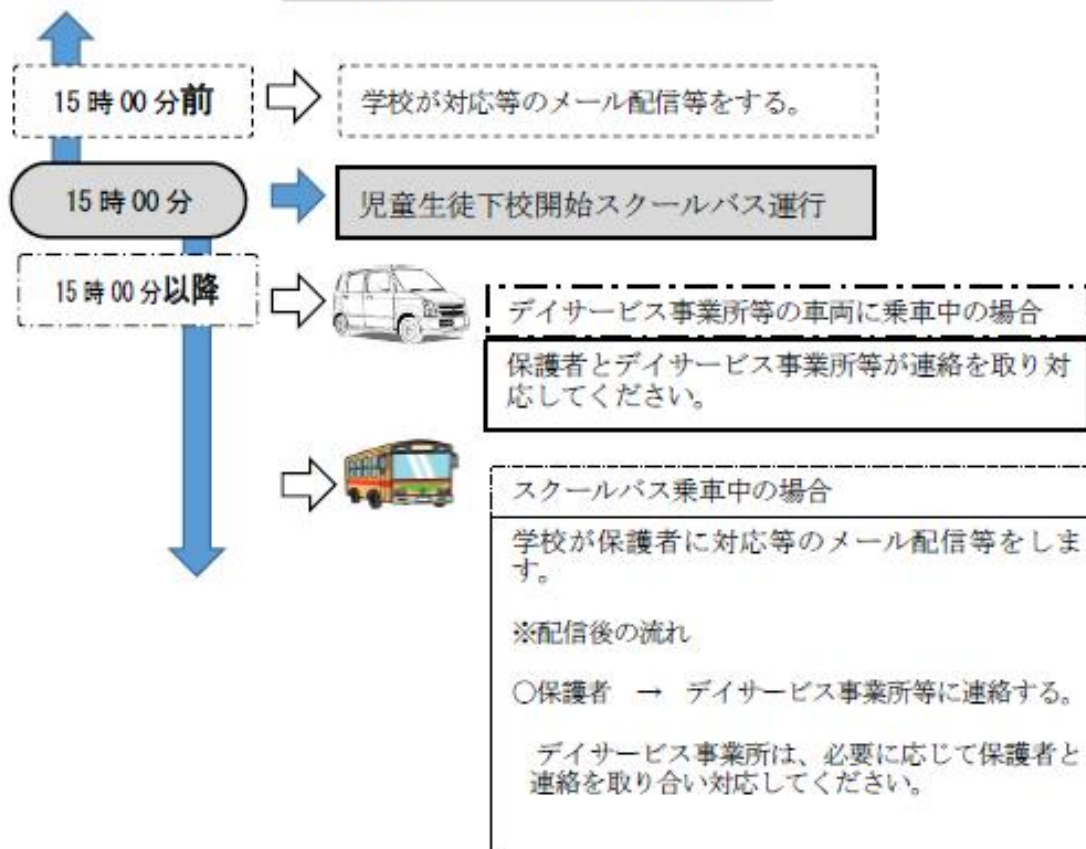 15時00分前
学校が対応等のメール配信等をする。
15時00分
児童生徒下校開始スクールバス運行
15時00分以降
デイサービス事業所等の車両に乗車中の場合
保護者とデイサービス事業所等が連絡を取り対
応してください。
スクールバス乗車中の場合
学校が保護者に対応等のメール配信等をしま
す。
※配信後の流れ
○保護者　→　デイサービス事業所等に連絡する。
デイサービス事業所は、必要に応じて保護者と
連絡を取り合い対応してください。